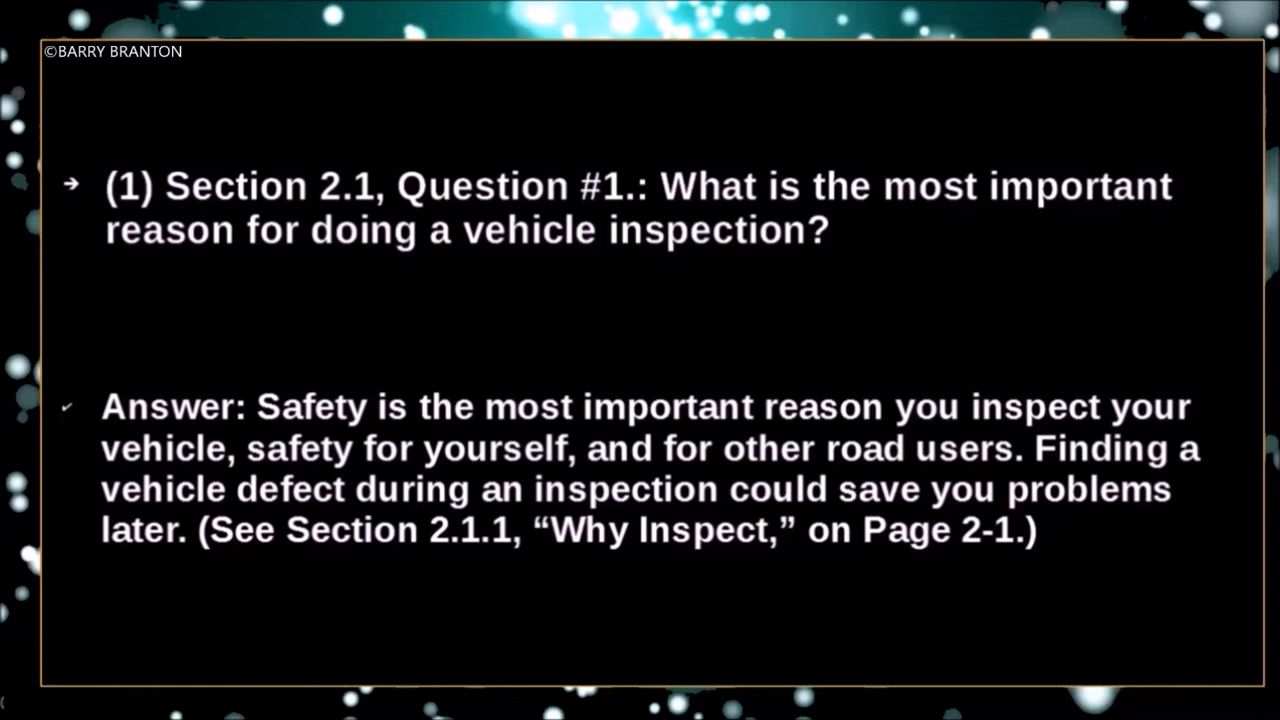 ©BARRY BRANTON
➔ (1) Section 2.1, Question #1.: What is the most important
reason for doing a vehicle inspection?
✓ Answer: Safety is the most important reason you inspect your
vehicle, safety for yourself, and for other road users. Finding a
vehicle defect during an inspection could save you problems
later. (See Section 2.1.1, “Why Inspect,” on Page 2-1.)